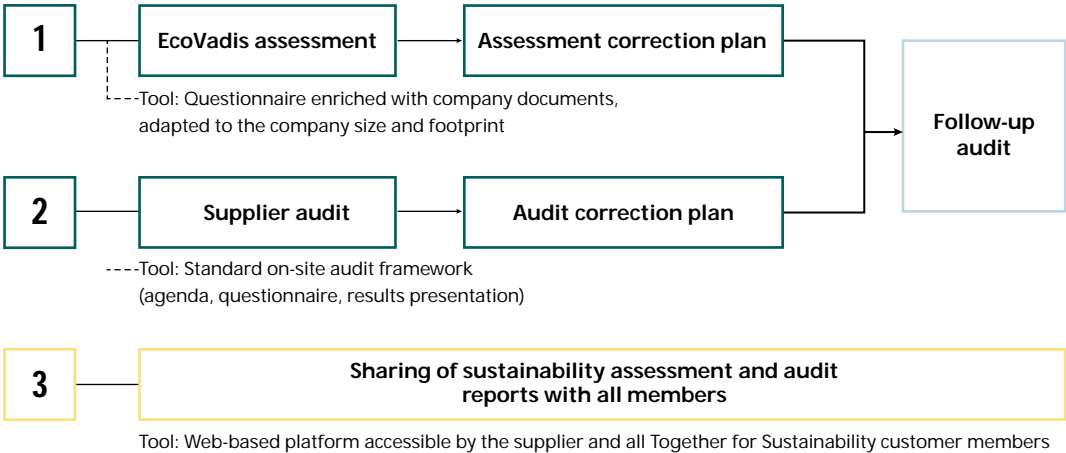 1
EcoVadis assessment
Assessment correction plan
Tool: Questionnaire enriched with company documents,
adapted to the company size and footprint
Follow-up
audit
2
Supplier audit
Audit correction plan
Tool: Standard on-site audit framework
(agenda, questionnaire, results presentation)
3
Sharing of sustainability assessment and audit
reports with all members
Tool: Web-based platform accessible by the supplier and all Together for Sustainability customer members